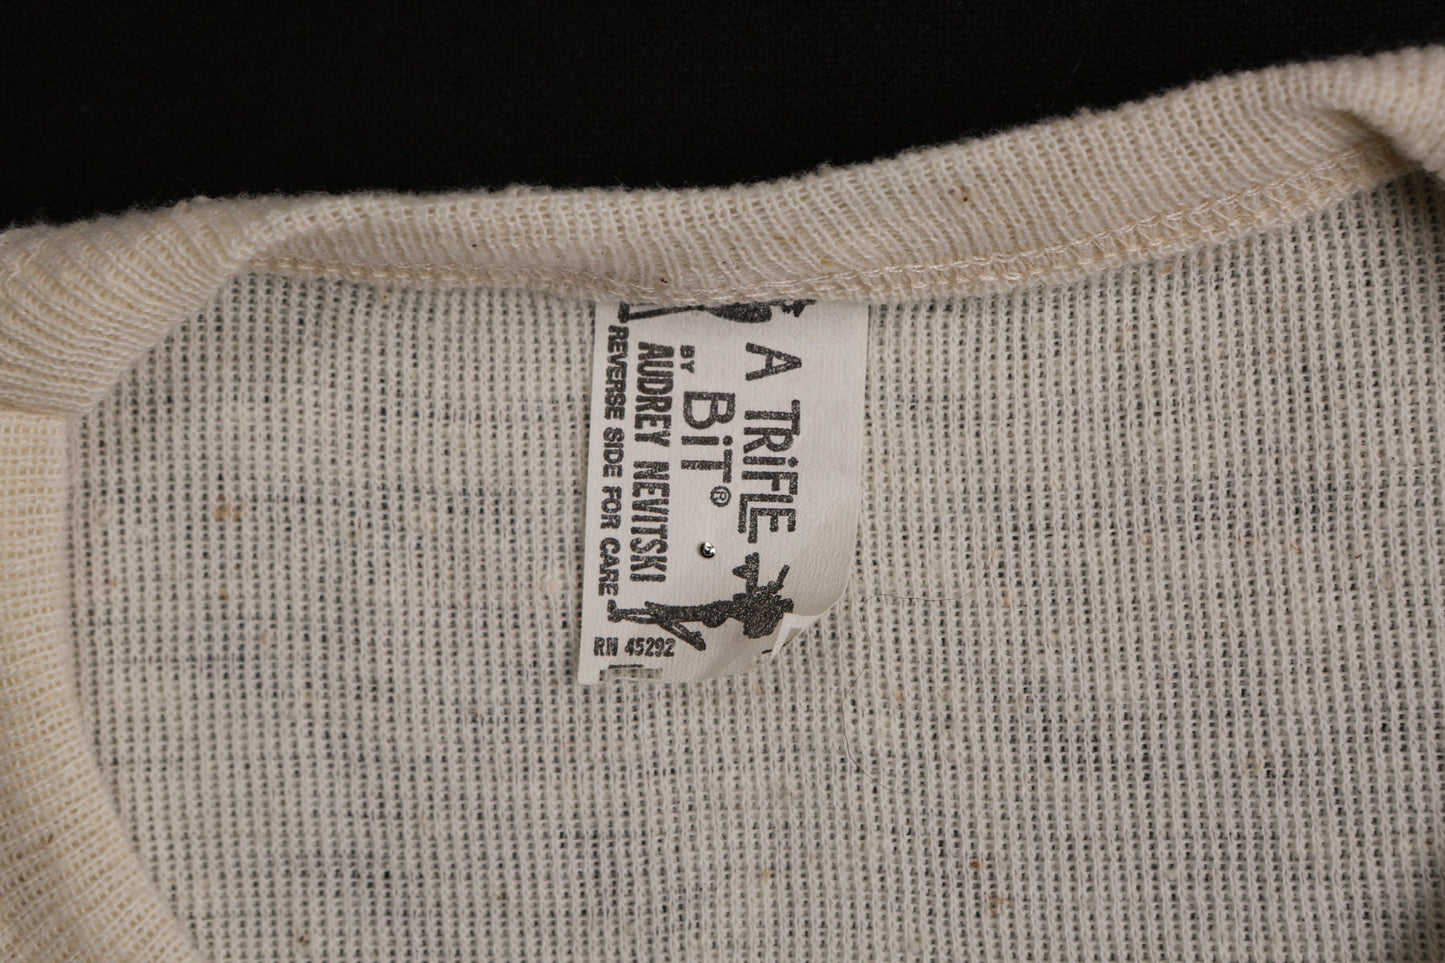 A TRiFLE
BiT®
BY
AUDREY NEVITSKI
REVERSE SIDE FOR CARE
RN 45292